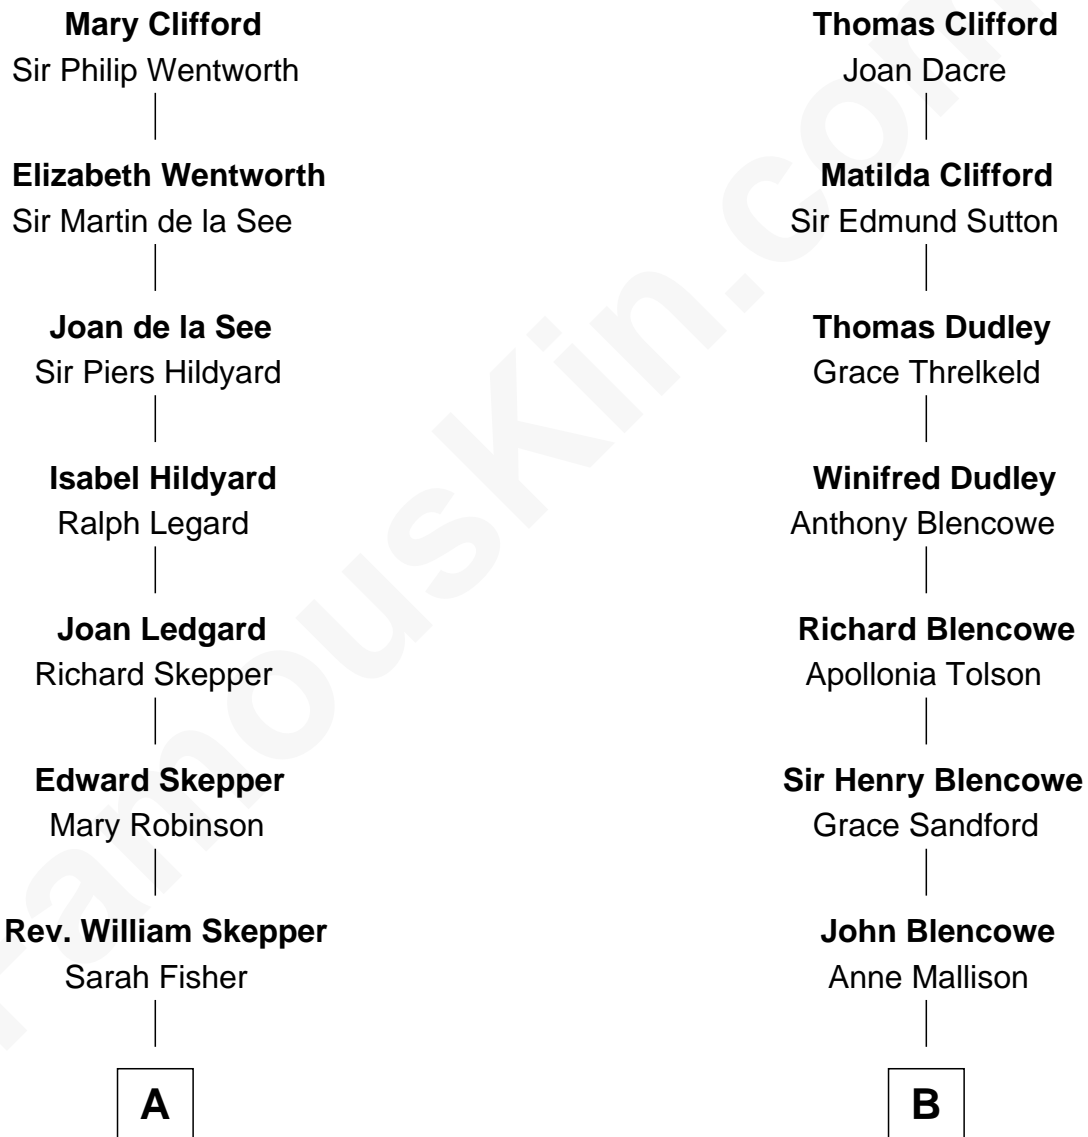 Mary Clifford
Sir Philip Wentworth
Elizabeth Wentworth
Sir Martin de la See
Joan de la See
Sir Piers Hildyard
Isabel Hildyard
Ralph Legard
Joan Ledgard
Richard Skepper
Edward Skepper
Mary Robinson
Rev. William Skepper
Sarah Fisher
A
Thomas Clifford
Joan Dacre
Matilda Clifford
Sir Edmund Sutton
Thomas Dudley
Grace Threlkeld
Winifred Dudley
Anthony Blencowe
Richard Blencowe
Apollonia Tolson
Sir Henry Blencowe
Grace Sandford
John Blencowe
Anne Mallison
B
FamousKin.com